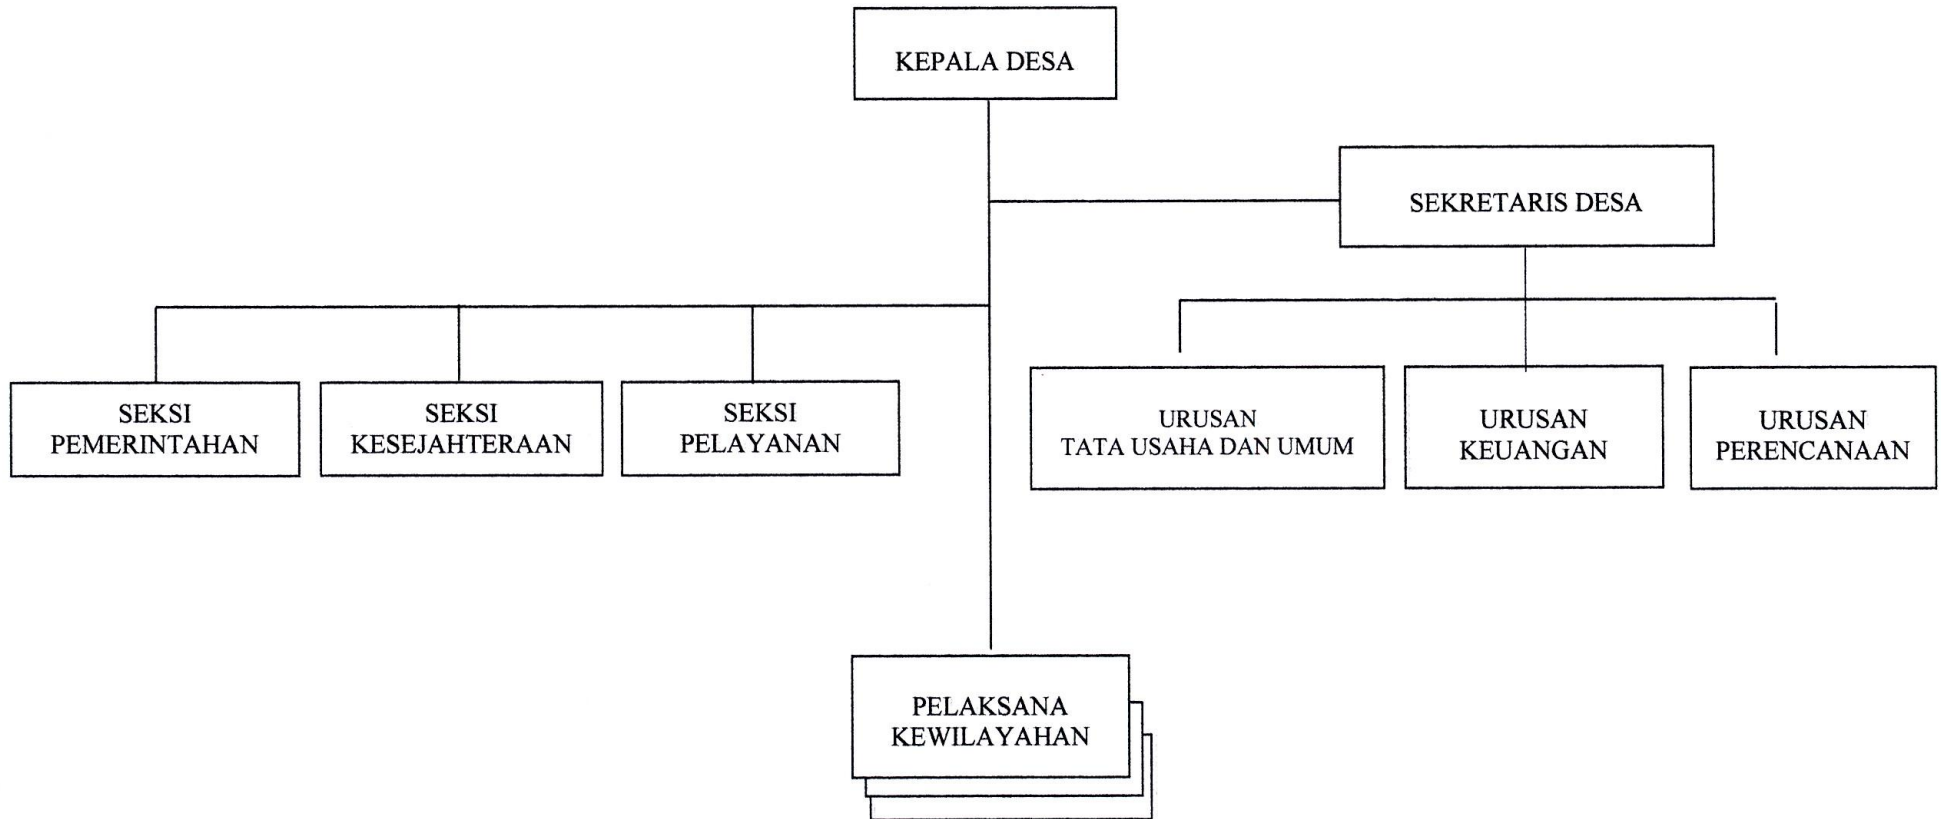 KEPALA DESA
SEKRETARIS DESA
SEKSI
PEMERINTAHAN
SEKSI
KESEJAHTERAAN
SEKSI
PELAYANAN
URUSAN
TATA USAHA DAN UMUM
URUSAN
KEUANGAN
URUSAN
PERENCANAAN
PELAKSANA
KEWILAYAHAN